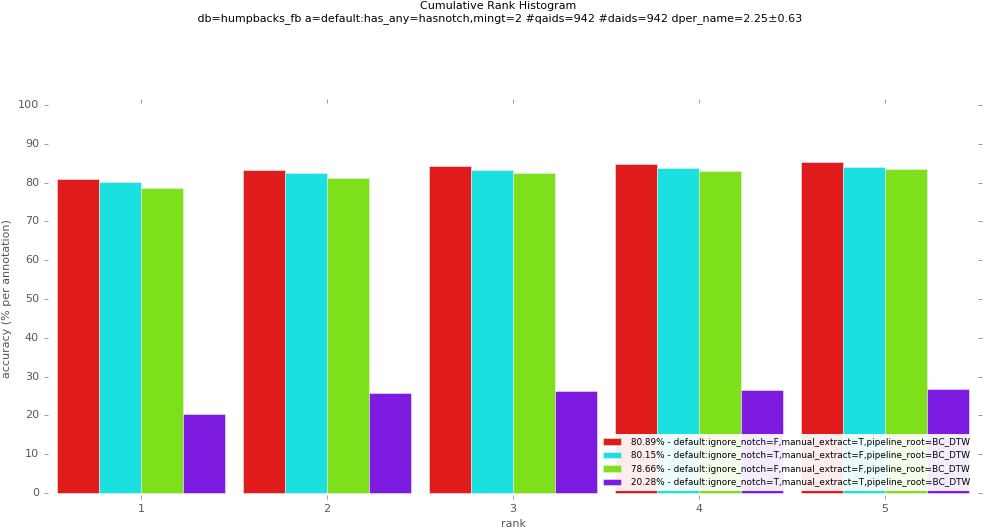 Cumulative Rank Histogram
db=humpbacks_fb a=default:has_any=hasnotch,mingt=2 #qaids=942 #daids=942 dper_name=2.25±0.63
100
90
80
70
60
50
40
30
20
10
0
accuracy (% per annotation)
80.89% - default:ignore_notch=F,manual_extract=T,pipeline_root=BC_DTW
80.15% - default:ignore_notch=T,manual_extract=F,pipeline_root=BC_DTW
78.66% - default:ignore_notch=F,manual_extract=F,pipeline_root=BC_DTW
20.28% - default:ignore_notch=T,manual_extract=T,pipeline_root=BC_DTW
1 2 3 4 5
rank